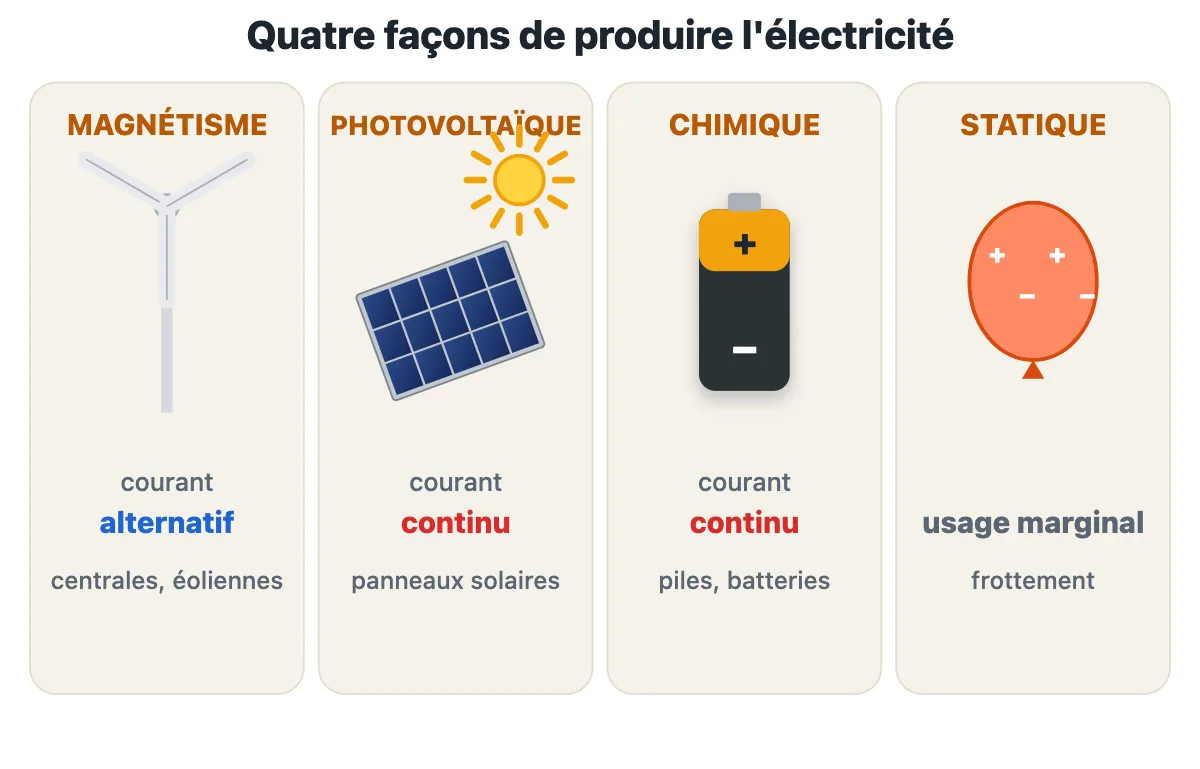 Quatre façons de produire l'électricité
MAGNÉTISME
courant
alternatif
centrales, éoliennes
PHOTOVOLTAÏQUE
courant
continu
panneaux solaires
CHIMIQUE
+
−
courant
continu
piles, batteries
STATIQUE
+ +
− −
usage marginal
frottement